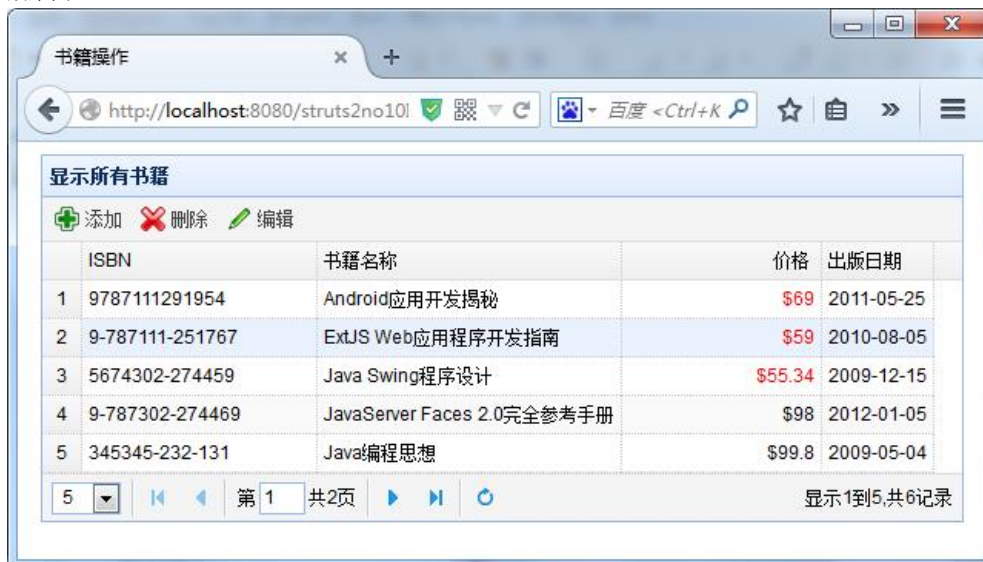 书籍操作
http://localhost:8080/struts2no10 百度 <Ctrl+K
显示所有书籍
添加 删除 编辑
ISBN 书籍名称 价格 出版日期
1 9787111291954 Android应用开发揭秘 $69 2011-05-25
2 9-787111-251767 ExtJS Web应用程序开发指南 $59 2010-08-05
3 5674302-274459 Java Swing程序设计 $55.34 2009-12-15
4 9-787302-274469 JavaServer Faces 2.0完全参考手册 $98 2012-01-05
5 345345-232-131 Java编程思想 $99.8 2009-05-04
5 第 1 共2页 显示1到5,共6记录